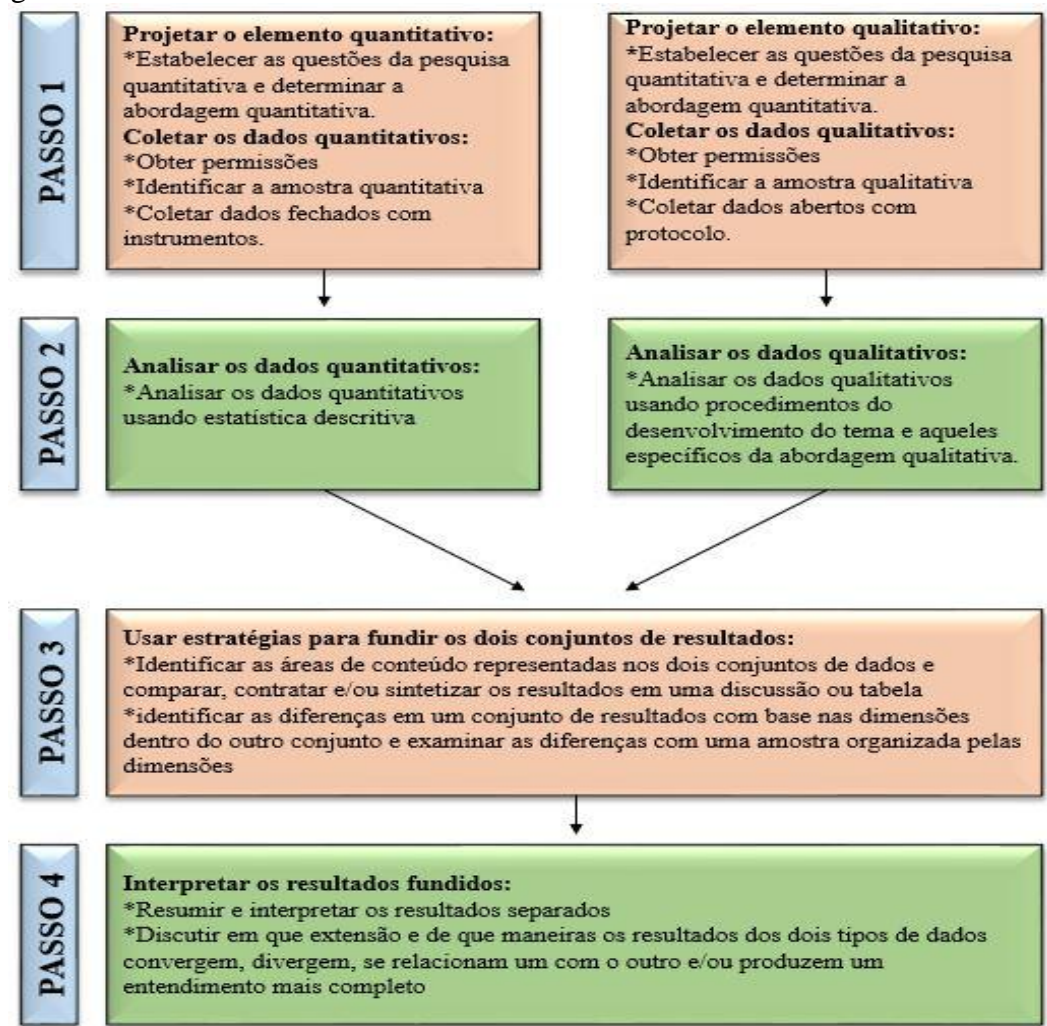 PASSO 1
Projetar o elemento quantitativo:
*Estabelecer as questões da pesquisa
quantitativa e determinar a
abordagem quantitativa.
Coletar os dados quantitativos:
*Obter permissões
*Identificar a amostra quantitativa
*Coletar dados fechados com
instrumentos.
Projetar o elemento qualitativo:
*Estabelecer as questões da pesquisa
quantitativa e determinar a
abordagem quantitativa.
Coletar os dados qualitativos:
*Obter permissões
*Identificar a amostra qualitativa
*Coletar dados abertos com
protocolo.
PASSO 2
Analisar os dados quantitativos:
*Analisar os dados quantitativos
usando estatística descritiva
Analisar os dados qualitativos:
*Analisar os dados qualitativos
usando procedimentos do
desenvolvimento do tema e aqueles
específicos da abordagem qualitativa.
PASSO 3
Usar estratégias para fundir os dois conjuntos de resultados:
*Identificar as áreas de conteúdo representadas nos dois conjuntos de dados e
comparar, contratar e/ou sintetizar os resultados em uma discussão ou tabela
*identificar as diferenças em um conjunto de resultados com base nas dimensões
dentro do outro conjunto e examinar as diferenças com uma amostra organizada pelas
dimensões
PASSO 4
Interpretar os resultados fundidos:
*Resumir e interpretar os resultados separados
*Discutir em que extensão e de que maneiras os resultados dos dois tipos de dados
convergem, divergem, se relacionam um com o outro e/ou produzem um
entendimento mais completo